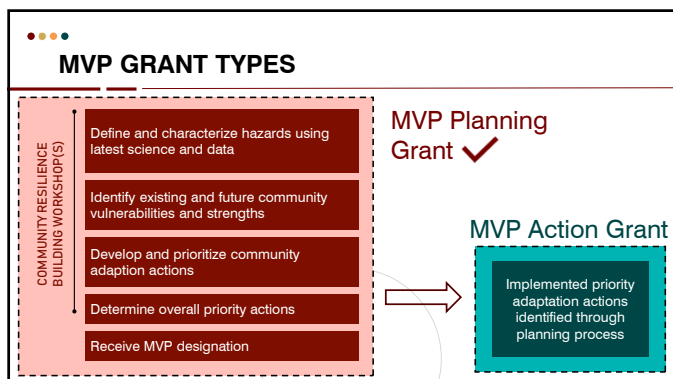 MVP GRANT TYPES
COMMUNITY RESILIENCE
BUILDING WORKSHOP(S)
Define and characterize hazards using
latest science and data
Identify existing and future community
vulnerabilities and strengths
Develop and prioritize community
adaption actions
Determine overall priority actions
Receive MVP designation
MVP Planning
Grant
MVP Action Grant
Implemented priority
adaptation actions
identified through
planning process